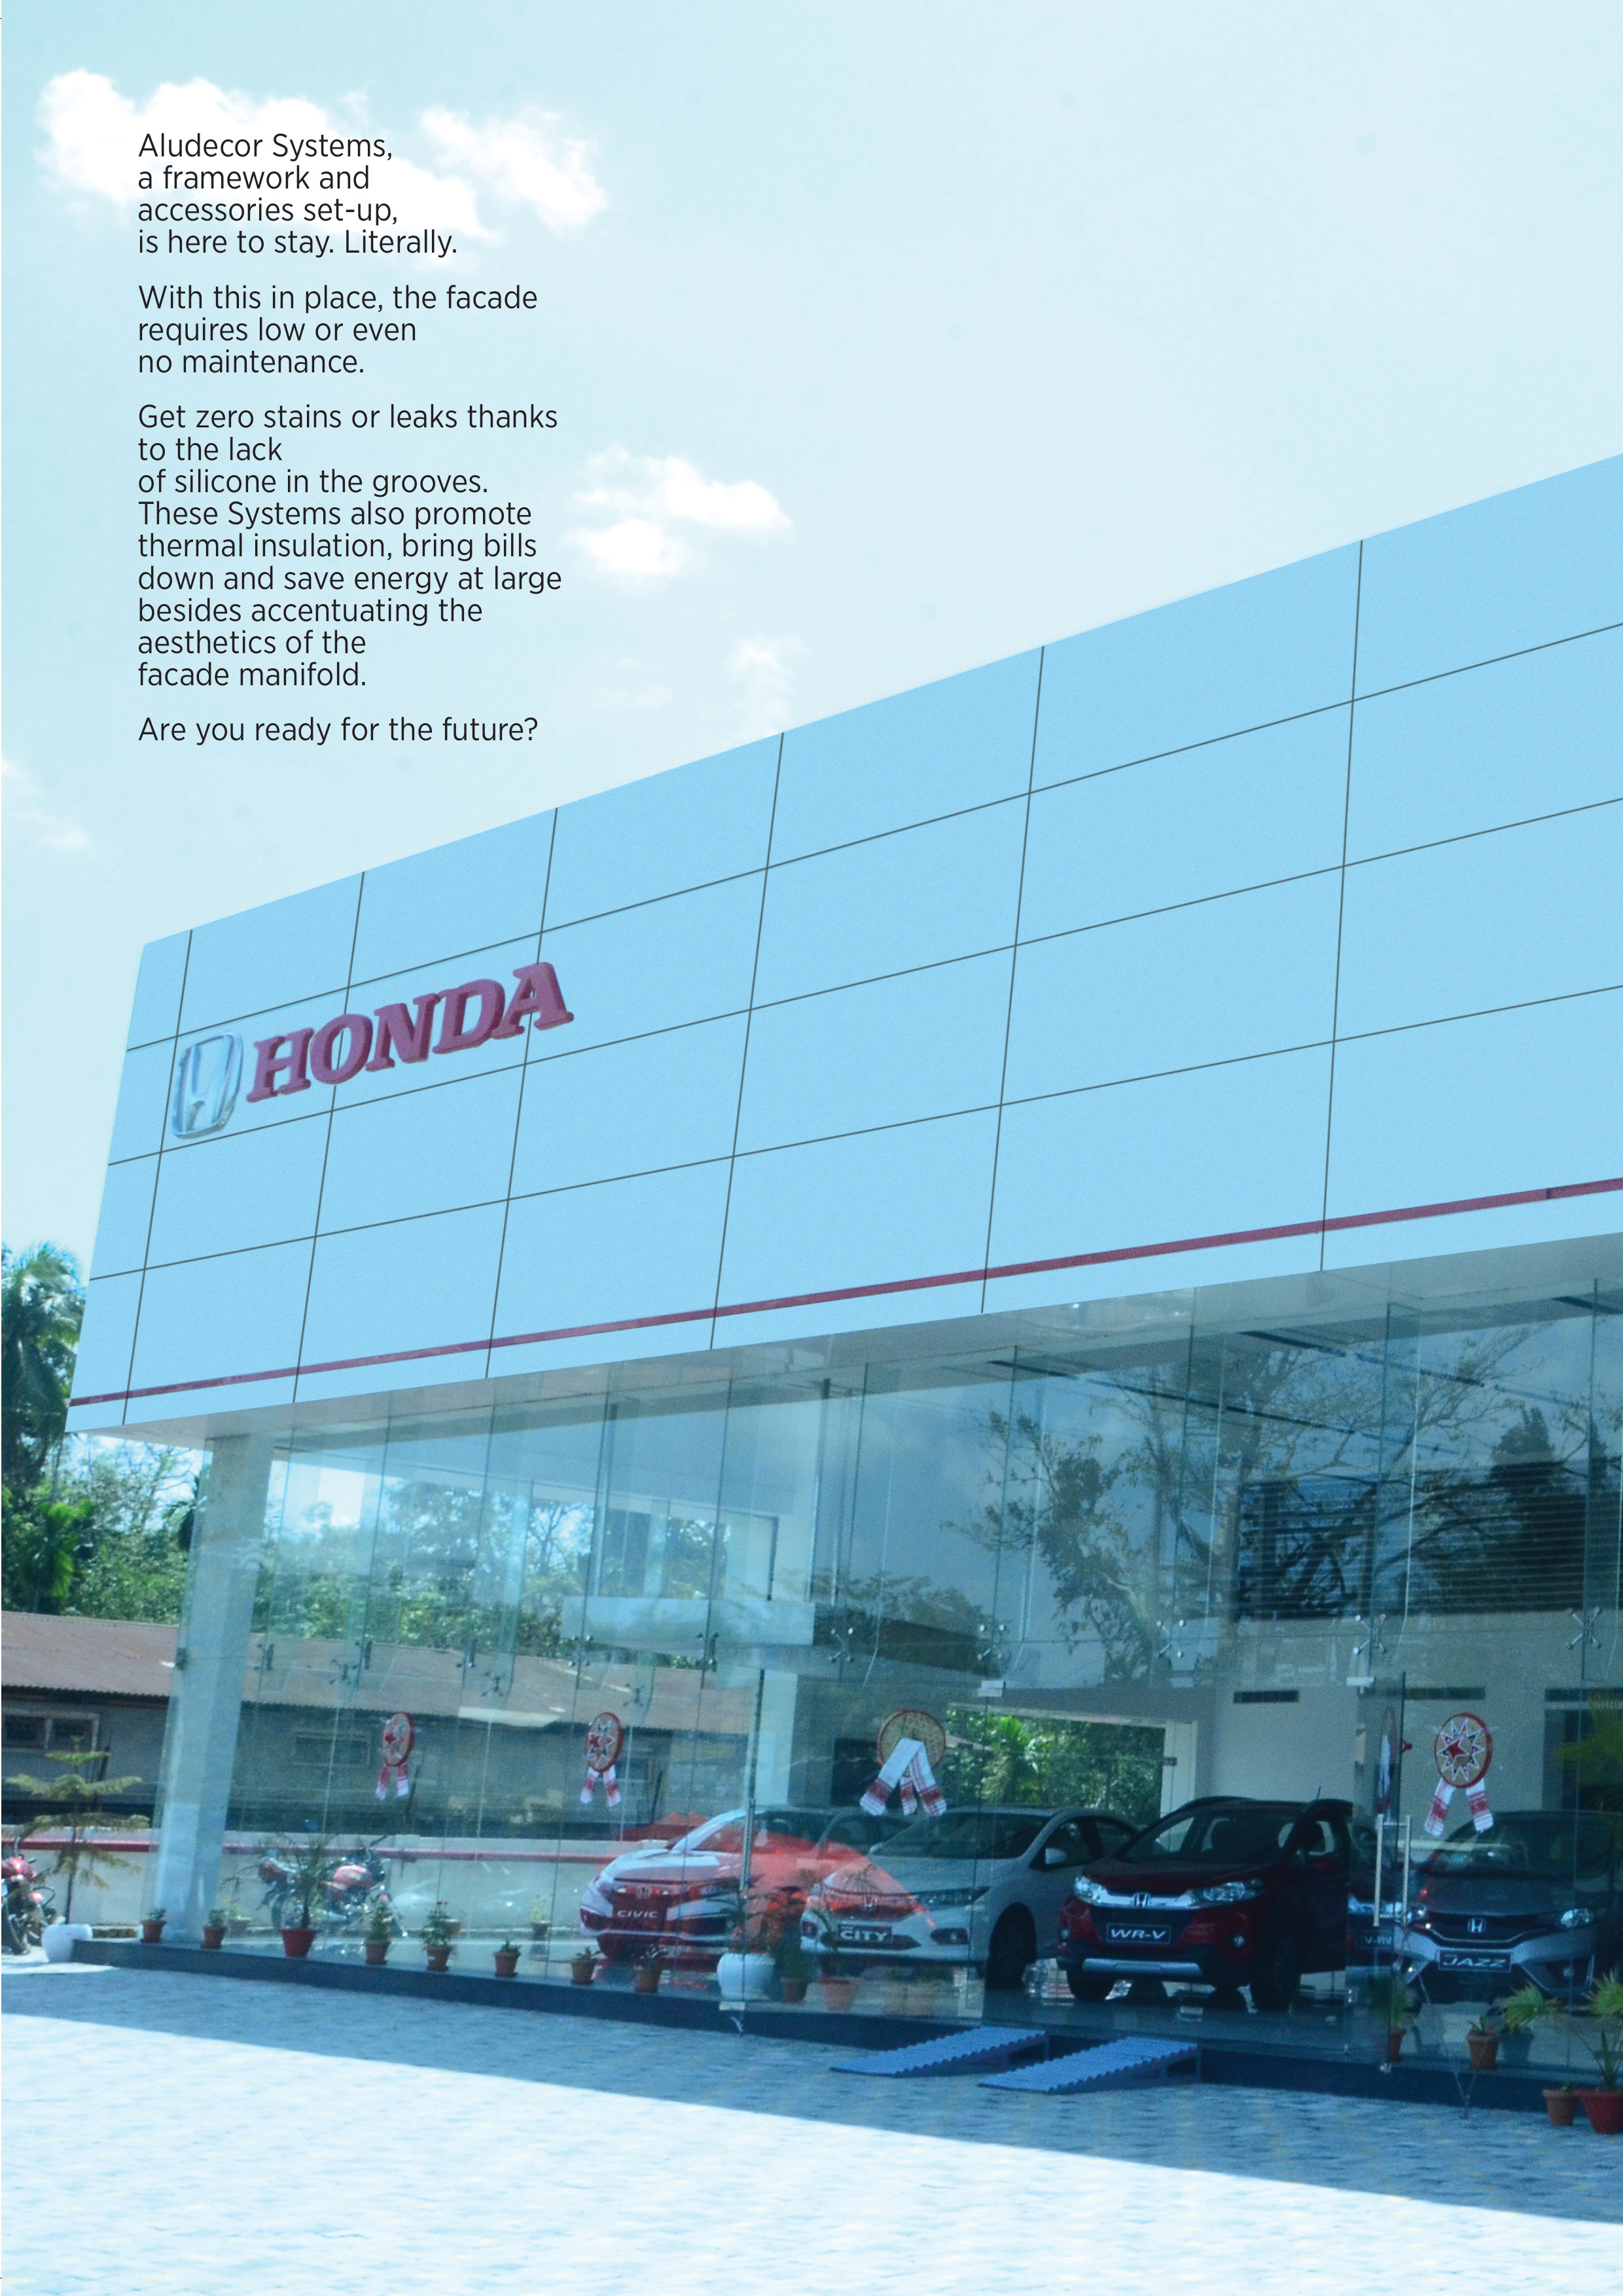 Aludecor Systems,
a framework and
accessories set-up,
is here to stay. Literally.
With this in place, the facade
requires low or even
no maintenance.
Get zero stains or leaks thanks
to the lack
of silicone in the grooves.
These Systems also promote
thermal insulation, bring bills
down and save energy at large
besides accentuating the
aesthetics of the
facade manifold.
Are you ready for the future?
HONDA
CIVIC
CITY
WR-V
JAZZ